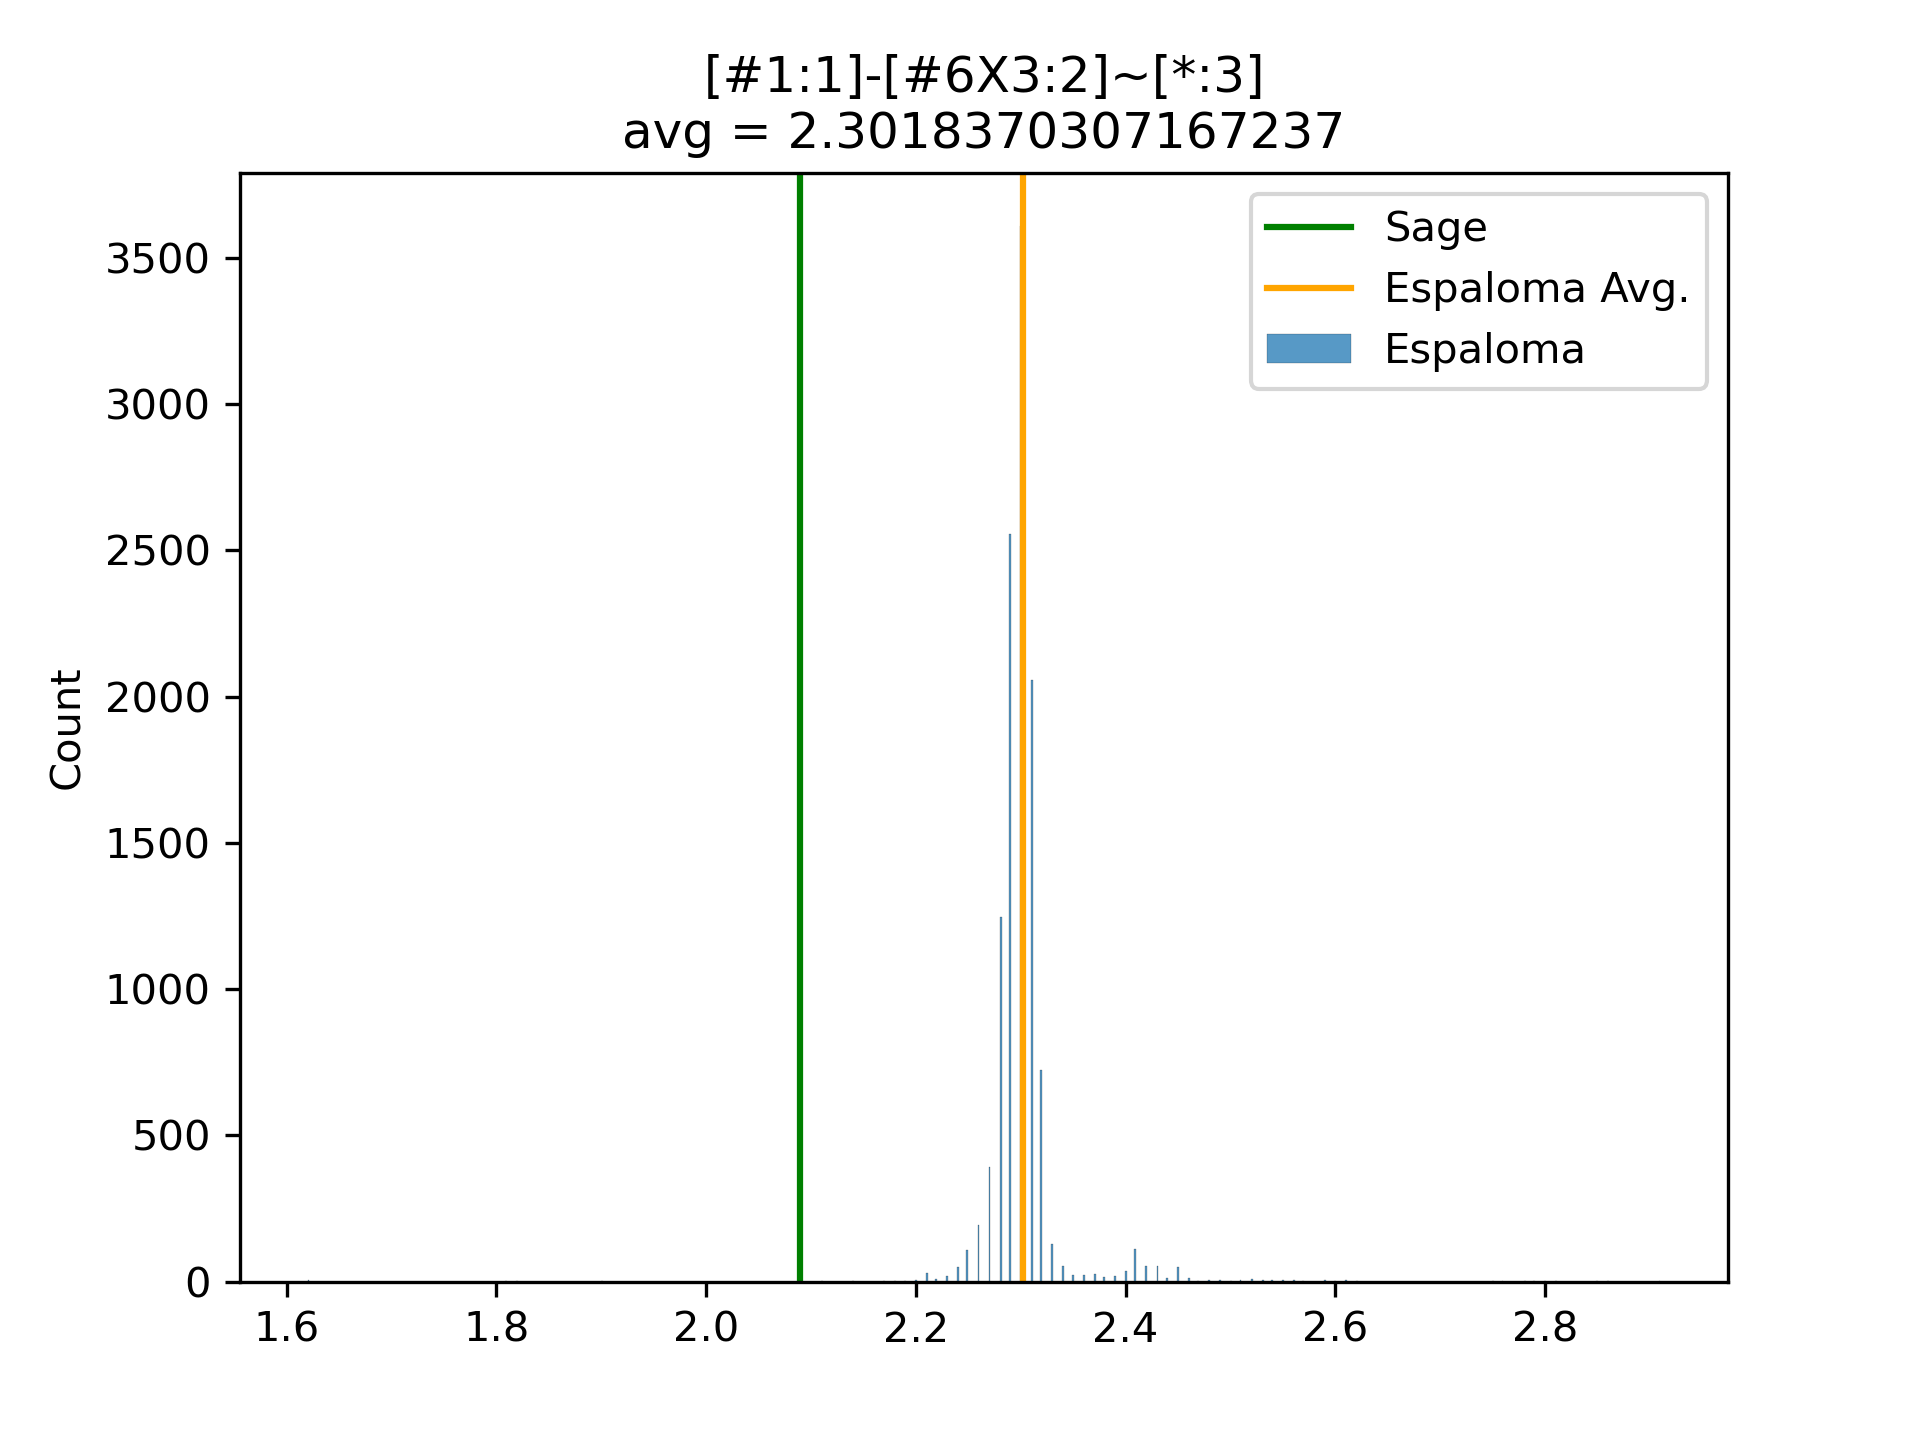 [#1:1]-[#6X3:2]~[*:3]
avg = 2.3018370307167237
Sage
Espaloma Avg.
Espaloma
Count
3500
3000
2500
2000
1500
1000
500
0
1.6 1.8 2.0 2.2 2.4 2.6 2.8